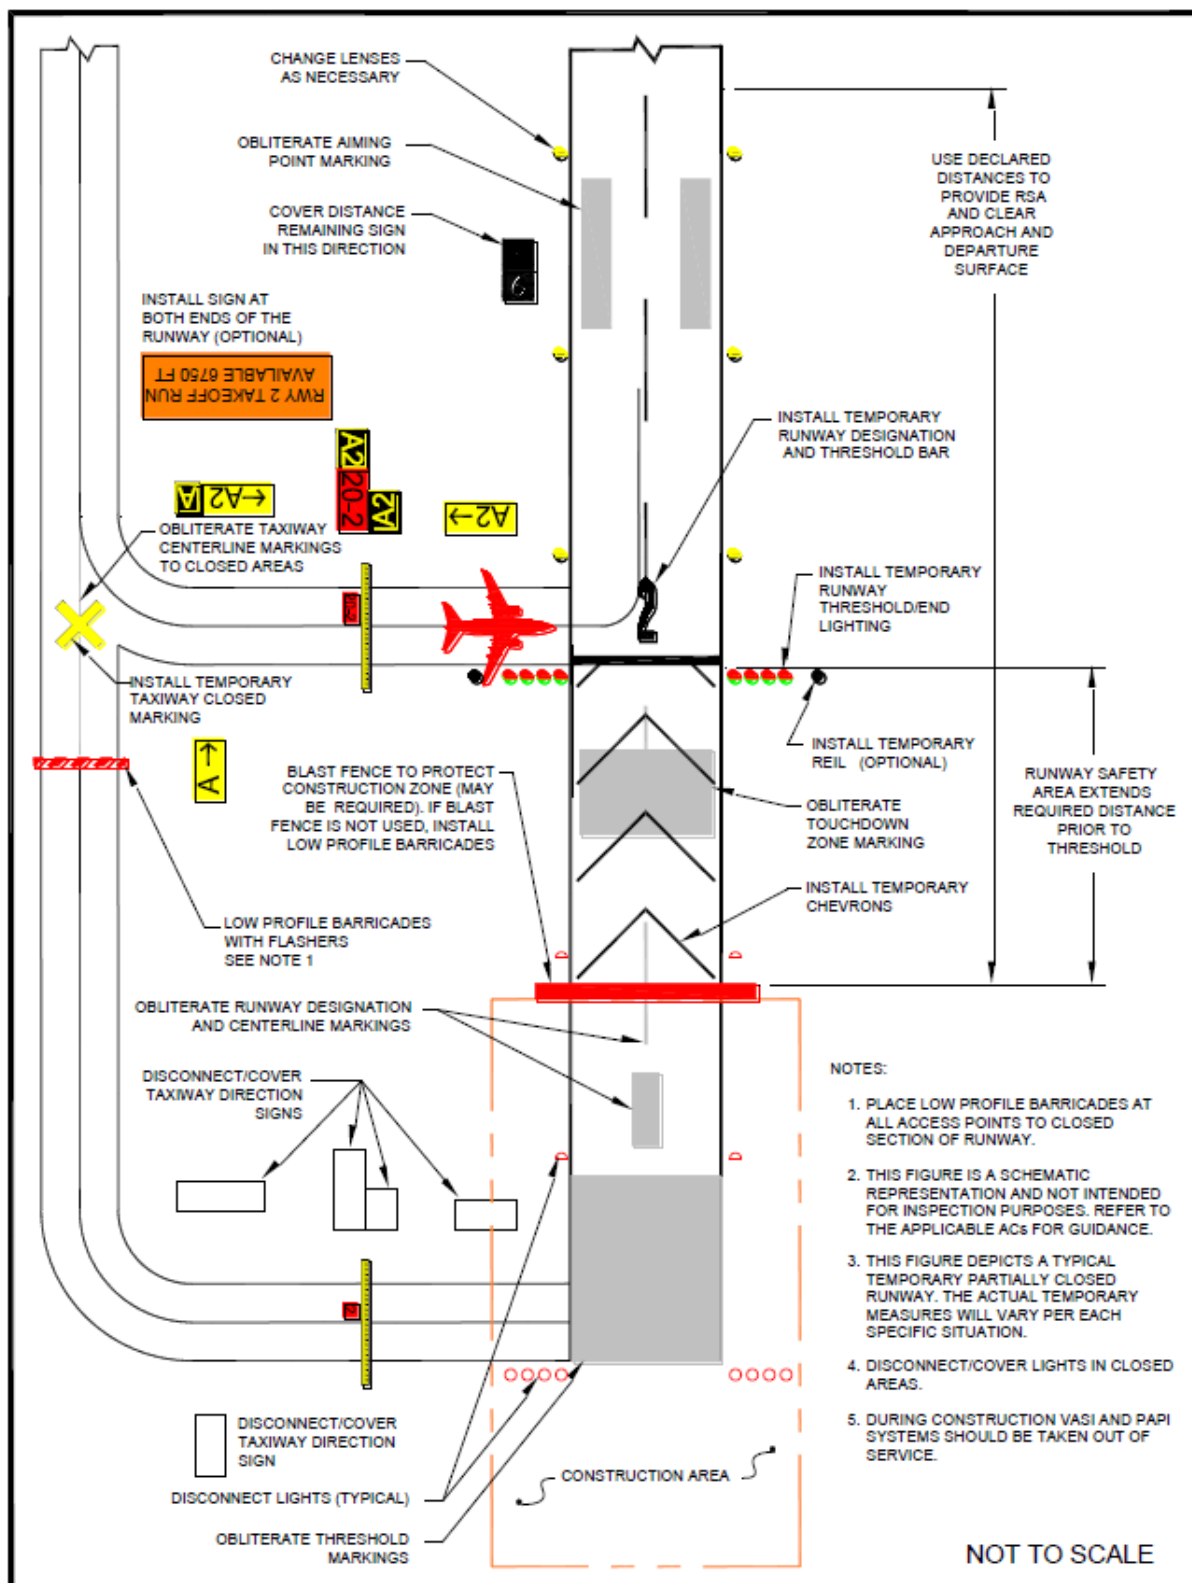 CHANGE LENSES
AS NECESSARY
OBLITERATE AIMING
POINT MARKING
COVER DISTANCE
REMAINING SIGN
IN THIS DIRECTION
6
INSTALL SIGN AT
BOTH ENDS OF THE
RUNWAY (OPTIONAL)
RWY 2 TAKEOFF RUN
AVAILABLE 6750 FT
USE DECLARED
DISTANCES TO
PROVIDE RSA
AND CLEAR
APPROACH AND
DEPARTURE
SURFACE
INSTALL TEMPORARY
RUNWAY DESIGNATION
AND THRESHOLD BAR
A2
20-2
A2
A
←A2
A2→
OBLITERATE TAXIWAY
CENTERLINE MARKINGS
TO CLOSED AREAS
2
INSTALL TEMPORARY
RUNWAY
THRESHOLD/END
LIGHTING
INSTALL TEMPORARY
TAXIWAY CLOSED
MARKING
A→
INSTALL TEMPORARY
REIL (OPTIONAL)
BLAST FENCE TO PROTECT
CONSTRUCTION ZONE (MAY
BE REQUIRED). IF BLAST
FENCE IS NOT USED, INSTALL
LOW PROFILE BARRICADES
OBLITERATE
TOUCHDOWN
ZONE MARKING
RUNWAY SAFETY
AREA EXTENDS
REQUIRED DISTANCE
PRIOR TO
THRESHOLD
INSTALL TEMPORARY
CHEVRONS
LOW PROFILE BARRICADES
WITH FLASHERS
SEE NOTE 1
OBLITERATE RUNWAY DESIGNATION
AND CENTERLINE MARKINGS
DISCONNECT/COVER
TAXIWAY DIRECTION
SIGNS
2
DISCONNECT/COVER
TAXIWAY DIRECTION
SIGN
DISCONNECT LIGHTS (TYPICAL)
OBLITERATE THRESHOLD
MARKINGS
CONSTRUCTION AREA
NOTES:
1. PLACE LOW PROFILE BARRICADES AT
ALL ACCESS POINTS TO CLOSED
SECTION OF RUNWAY.
2. THIS FIGURE IS A SCHEMATIC
REPRESENTATION AND NOT INTENDED
FOR INSPECTION PURPOSES. REFER TO
THE APPLICABLE ACs FOR GUIDANCE.
3. THIS FIGURE DEPICTS A TYPICAL
TEMPORARY PARTIALLY CLOSED
RUNWAY. THE ACTUAL TEMPORARY
MEASURES WILL VARY PER EACH
SPECIFIC SITUATION.
4. DISCONNECT/COVER LIGHTS IN CLOSED
AREAS.
5. DURING CONSTRUCTION VASI AND PAPI
SYSTEMS SHOULD BE TAKEN OUT OF
SERVICE.
NOT TO SCALE